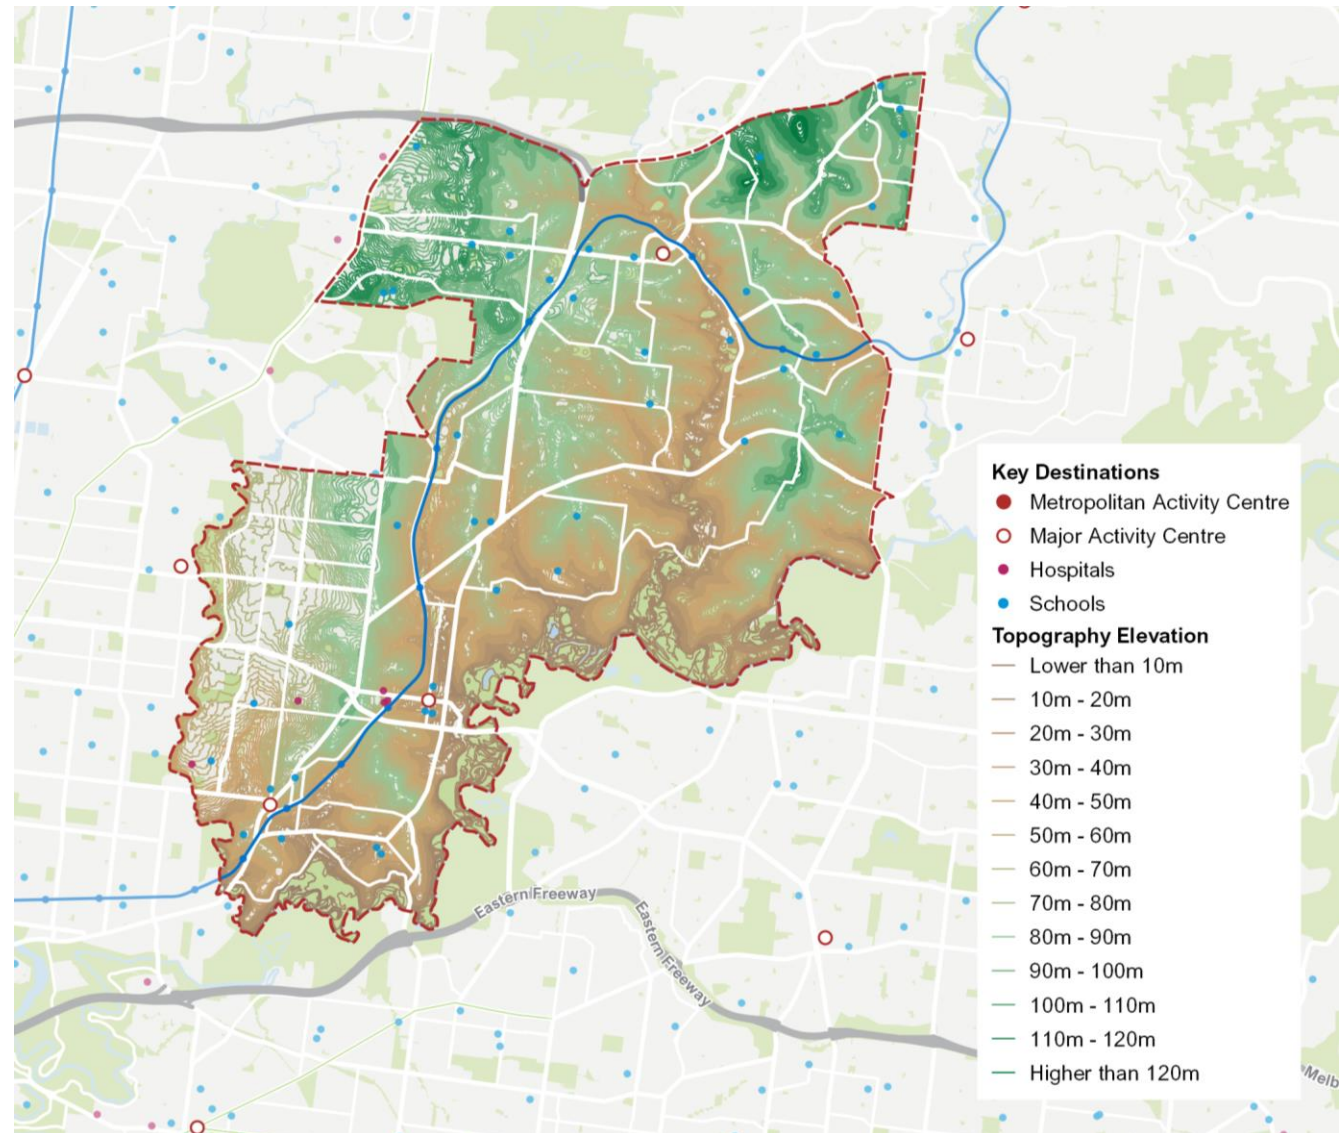 Key Destinations
Metropolitan Activity Centre
Major Activity Centre
Hospitals
Schools
Topography Elevation
Lower than 10m
10m - 20m
20m - 30m
30m - 40m
40m - 50m
50m - 60m
60m - 70m
70m - 80m
80m - 90m
90m - 100m
100m - 110m
110m - 120m
Higher than 120m
Eastern Freeway
Eastern Freeway
Melb